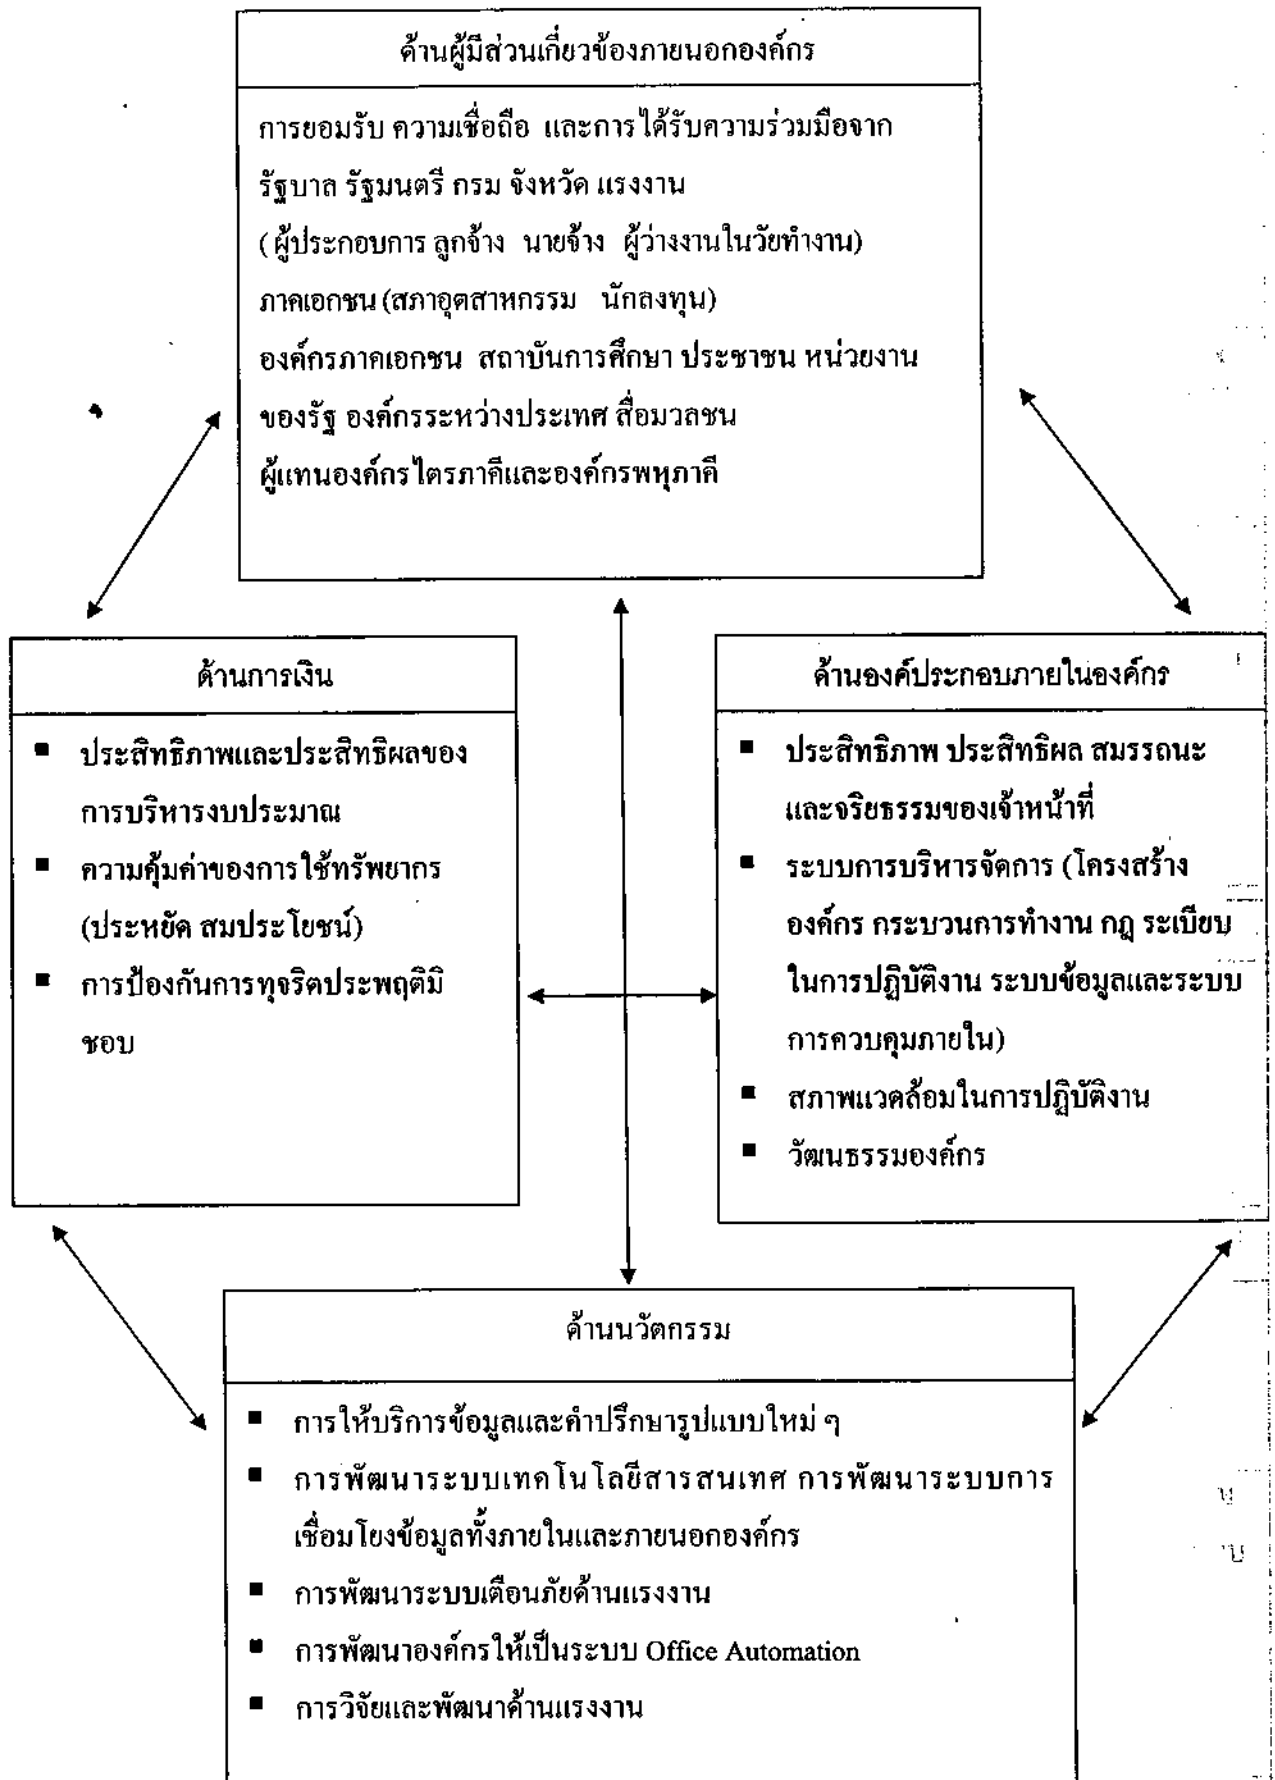 ด้านผู้มีส่วนเกี่ยวข้องภายนอกองค์กร
การยอมรับ ความเชื่อถือ และการได้รับความร่วมมือจาก
รัฐบาล รัฐมนตรี กรม จังหวัด แรงงาน
(ผู้ประกอบการ ลูกจ้าง นายจ้าง ผู้ว่างงานในวัยทำงาน)
ภาคเอกชน (สภาอุตสาหกรรม นักลงทุน)
องค์กรภาคเอกชน สถาบันการศึกษา ประชาชน หน่วยงาน
ของรัฐ องค์กรระหว่างประเทศ สื่อมวลชน
ผู้แทนองค์กรไตรภาคีและองค์กรพหุภาคี
ด้านการเงิน
■ ประสิทธิภาพและประสิทธิผลของ
การบริหารงบประมาณ
■ ความคุ้มค่าของการใช้ทรัพยากร
(ประหยัด สมประโยชน์)
■ การป้องกันการทุจริตประพฤติมิ
ชอบ
ด้านองค์ประกอบภายในองค์กร
■ ประสิทธิภาพ ประสิทธิผล สมรรถนะ
และจริยธรรมของเจ้าหน้าที่
■ ระบบการบริหารจัดการ (โครงสร้าง
องค์กร กระบวนการทำงาน กฎ ระเบียบ
ในการปฏิบัติงาน ระบบข้อมูลและระบบ
การควบคุมภายใน)
■ สภาพแวดล้อมในการปฏิบัติงาน
■ วัฒนธรรมองค์กร
ด้านนวัตกรรม
■ การให้บริการข้อมูลและคำปรึกษารูปแบบใหม่ ๆ
■ การพัฒนาระบบเทคโนโลยีสารสนเทศ การพัฒนาระบบการ
เชื่อมโยงข้อมูลทั้งภายในและภายนอกองค์กร
■ การพัฒนาระบบเตือนภัยด้านแรงงาน
■ การพัฒนาองค์กรให้เป็นระบบ Office Automation
■ การวิจัยและพัฒนาด้านแรงงาน